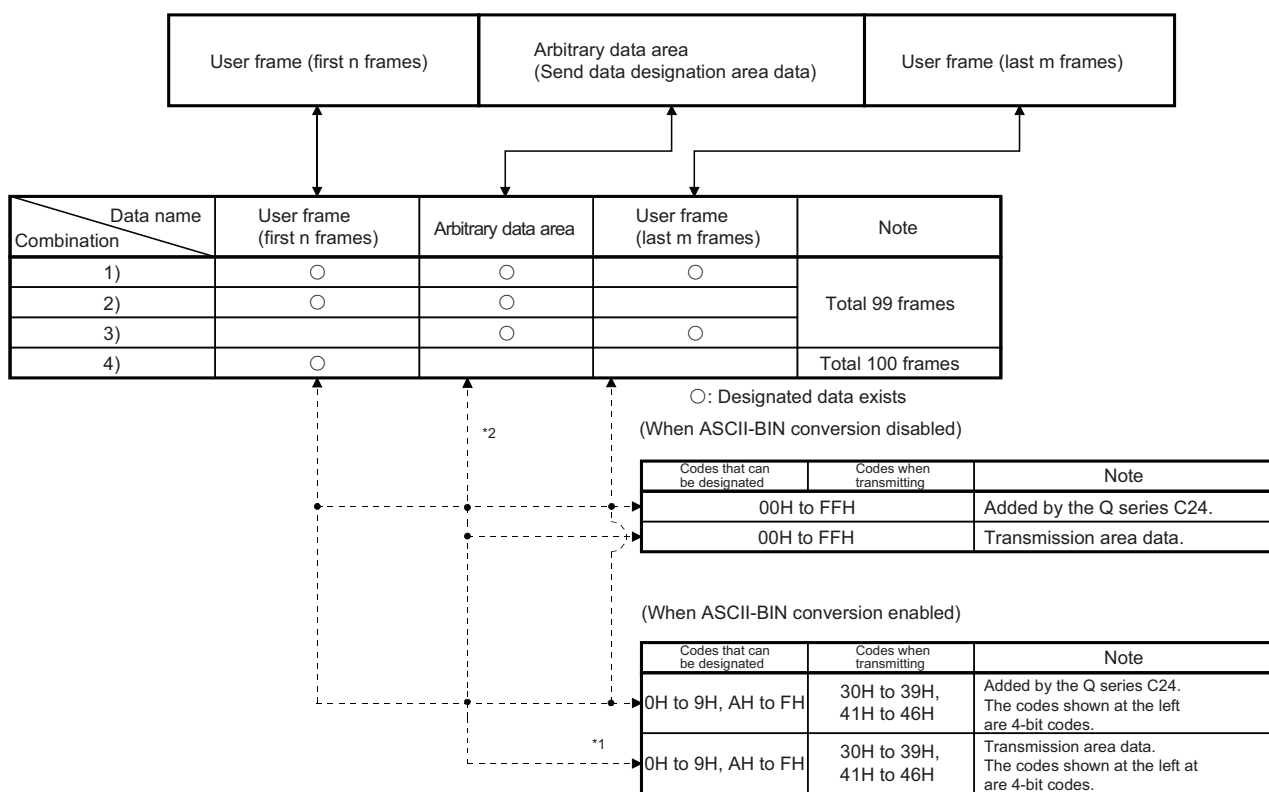 User frame (first n frames)
Arbitrary data area
(Send data designation area data)
User frame (last m frames)
Data name
Combination
User frame
(first n frames)
Arbitrary data area
User frame
(last m frames)
Note
1)
○
○
○
Total 99 frames
2)
○
○
3)
○
○
4)
○
Total 100 frames
○: Designated data exists
*2
(When ASCII-BIN conversion disabled)
Codes that can
be designated
Codes when
transmitting
Note
00H to FFH
Added by the Q series C24.
00H to FFH
Transmission area data.
(When ASCII-BIN conversion enabled)
Codes that can
be designated
Codes when
transmitting
Note
0H to 9H, AH to FH
30H to 39H,
41H to 46H
Added by the Q series C24.
The codes shown at the left
are 4-bit codes.
*1
0H to 9H, AH to FH
30H to 39H,
41H to 46H
Transmission area data.
The codes shown at the left at
are 4-bit codes.